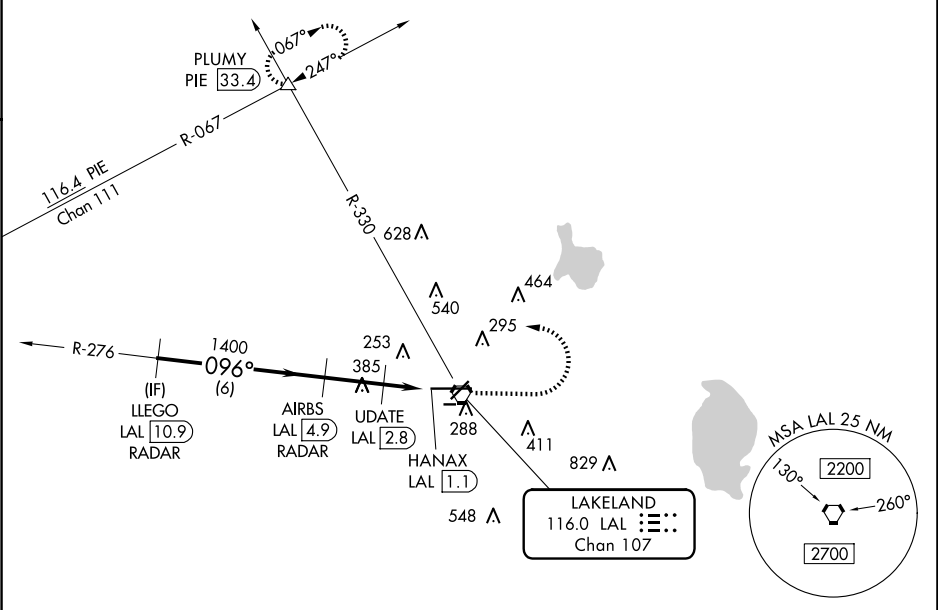 PLUMY
PIE 33.4
067°
247°
R-067
116.4 PIE
Chan 111
R-330
628
540
464
295
253
385
R-276
1400
096°
(6)
(IF)
LLEGO
LAL 10.9
RADAR
AIRBS
LAL 4.9
RADAR
UDATE
LAL 2.8
HANAX
LAL 1.1
288
411
829
548
LAKELAND
116.0 LAL
Chan 107
MSA LAL 25 NM
130°
2200
260°
2700